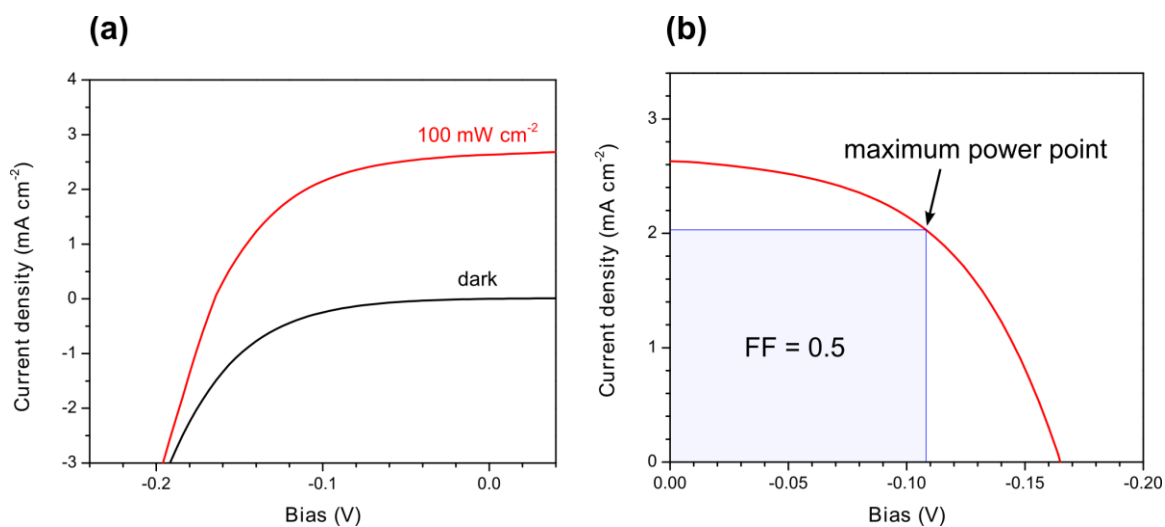 (a)
4
3
2
1
0
-1
-2
-3
-0.2
-0.1
0.0
Current density (mA cm⁻²)
Bias (V)
100 mW cm⁻²
dark
(b)
3
2
1
0
0.00
-0.05
-0.10
-0.15
-0.20
Current density (mA cm⁻²)
Bias (V)
maximum power point
FF = 0.5